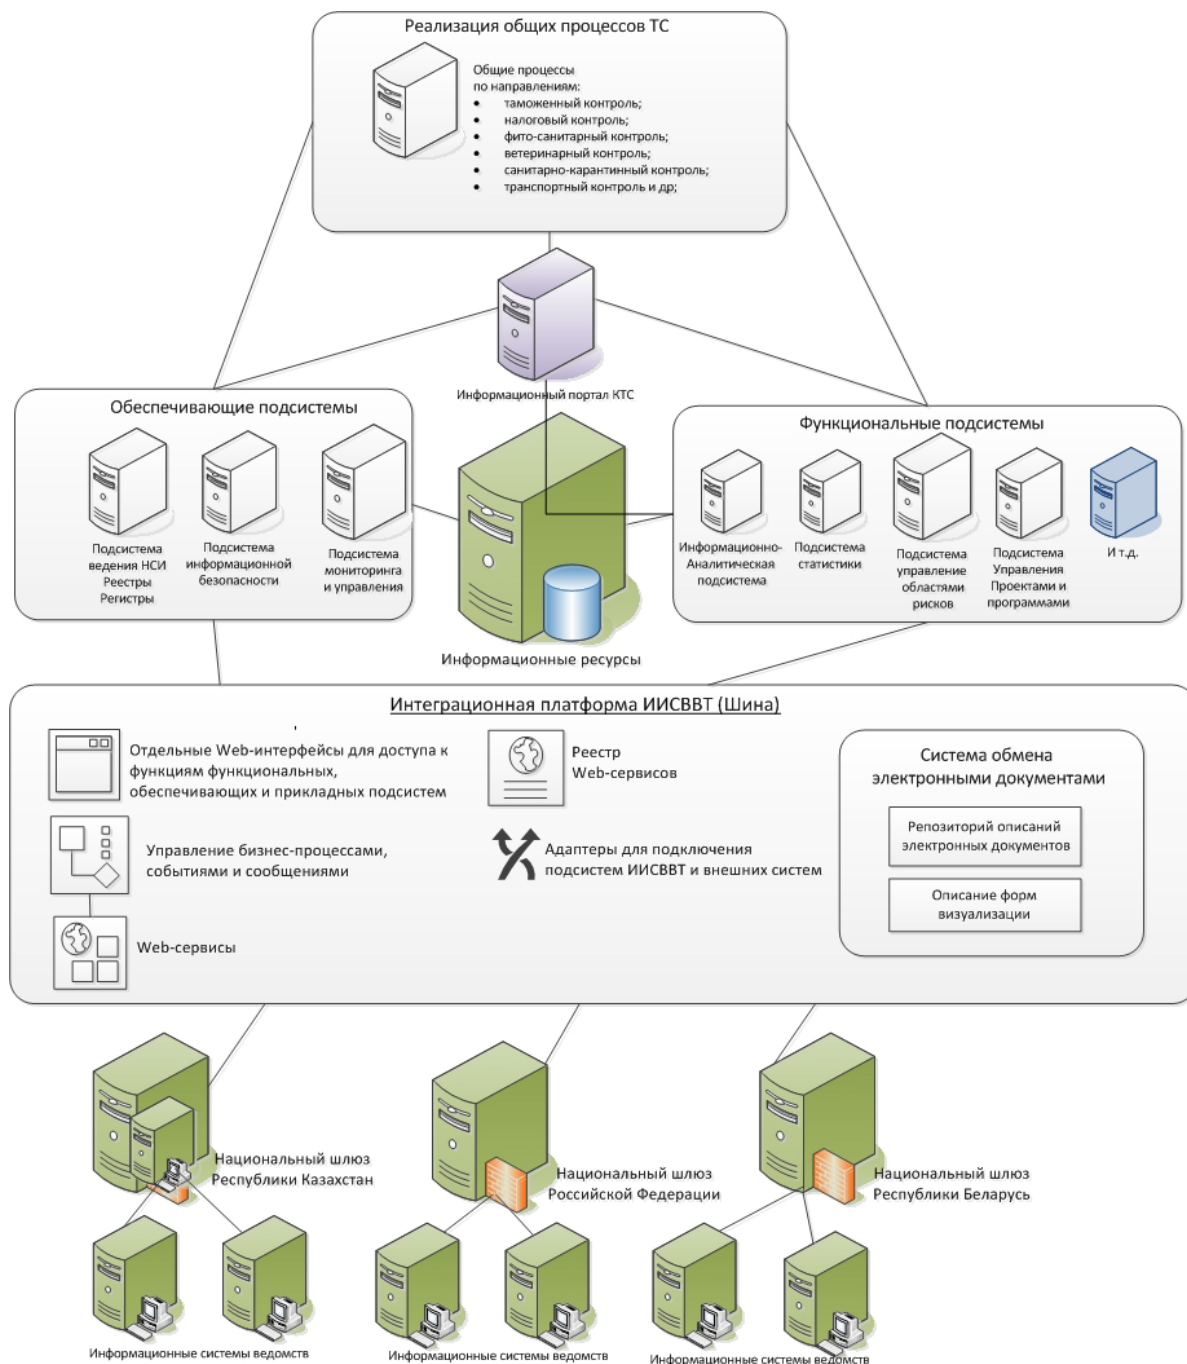 Реализация общих процессов ТС
Общие процессы
по направлениям:
• таможенный контроль;
• налоговый контроль;
• фито-санитарный контроль;
• ветеринарный контроль;
• санитарно-карантинный контроль;
• транспортный контроль и др;
Информационный портал КТС
Обеспечивающие подсистемы
Подсистема
ведения НСИ
Реестры
Регистры
Подсистема
информационной
безопасности
Подсистема
мониторинга
и управления
Информационные ресурсы
Функциональные подсистемы
Информационно-
Аналитическая
подсистема
Подсистема
статистики
Подсистема
управление
областями
рисков
Подсистема
Управления
Проектами и
программами
И т.д.
Интеграционная платформа ИИСВВТ (Шина)
Отдельные Web-интерфейсы для доступа к
функциям функциональных,
обеспечивающих и прикладных подсистем
Управление бизнес-процессами,
событиями и сообщениями
Web-сервисы
Реестр
Web-сервисов
Адаптеры для подключения
подсистем ИИСВВТ и внешних систем
Система обмена
электронными документами
Репозиторий описаний
электронных документов
Описание форм
визуализации
Национальный шлюз
Республики Казахстан
Национальный шлюз
Российской Федерации
Национальный шлюз
Республики Беларусь
Информационные системы ведомств
Информационные системы ведомств
Информационные системы ведомств